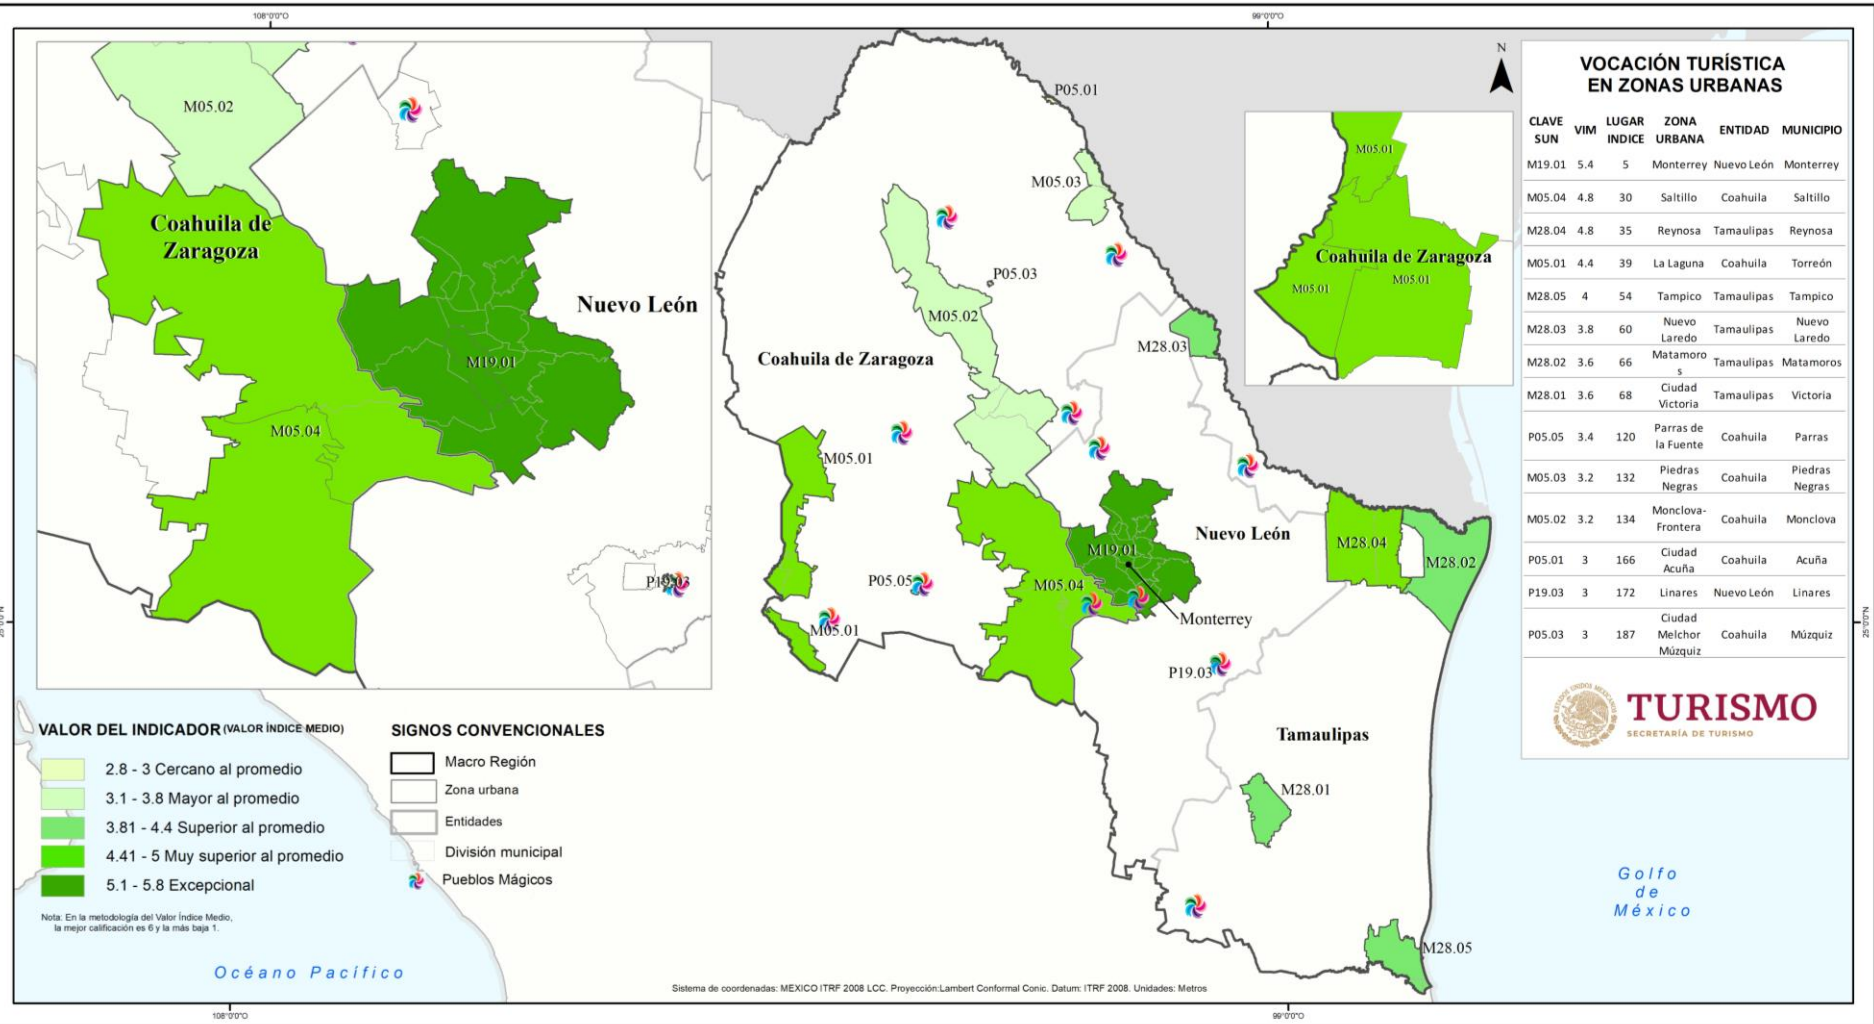 108°0'0"O
99°0'0"O
M05.02
Coahuila de
Zaragoza
Nuevo León
M19.01
M05.04
P19.03
N
P05.01
M05.03
P05.03
M05.02
M28.03
Coahuila de Zaragoza
M05.01
Nuevo León
M19.01
M28.04
M28.02
P05.05
M05.04
M05.01
Monterrey
P19.03
Tamaulipas
M28.01
M28.05
M05.01
Coahuila de Zaragoza
M05.01
M05.01
VOCACIÓN TURÍSTICA
EN ZONAS URBANAS
CLAVE SUN VIM LUGAR INDICE ZONA URBANA ENTIDAD MUNICIPIO
M19.01 5.4 5 Monterrey Nuevo León Monterrey
M05.04 4.8 30 Saltillo Coahuila Saltillo
M28.04 4.8 35 Reynosa Tamaulipas Reynosa
M05.01 4.4 39 La Laguna Coahuila Torreón
M28.05 4 54 Tampico Tamaulipas Tampico
M28.03 3.8 60 Nuevo Laredo Tamaulipas Nuevo Laredo
M28.02 3.6 66 Matamoro s Tamaulipas Matamoros
M28.01 3.6 68 Ciudad Victoria Tamaulipas Victoria
P05.05 3.4 120 Parras de la Fuente Coahuila Parras
M05.03 3.2 132 Piedras Negras Coahuila Piedras Negras
M05.02 3.2 134 Monclova-Frontera Coahuila Monclova
P05.01 3 166 Ciudad Acuña Coahuila Acuña
P19.03 3 172 Linares Nuevo León Linares
P05.03 3 187 Ciudad Melchor Múzquiz Coahuila Múzquiz
ESTADOS UNIDOS MEXICANOS
TURISMO
SECRETARÍA DE TURISMO
25°0'0"N
VALOR DEL INDICADOR (VALOR ÍNDICE MEDIO)
2.8 - 3 Cercano al promedio
3.1 - 3.8 Mayor al promedio
3.81 - 4.4 Superior al promedio
4.41 - 5 Muy superior al promedio
5.1 - 5.8 Excepcional
Nota: En la metodología del Valor Índice Medio,
la mejor calificación es 6 y la más baja 1.
SIGNOS CONVENCIONALES
Macro Región
Zona urbana
Entidades
División municipal
Pueblos Mágicos
Océano Pacífico
Golfo
de
México
Sistema de coordenadas: MEXICO ITRF 2008 LCC. Proyección:Lambert Conformal Conic. Datum: ITRF 2008. Unidades: Metros
108°0'0"O
99°0'0"O